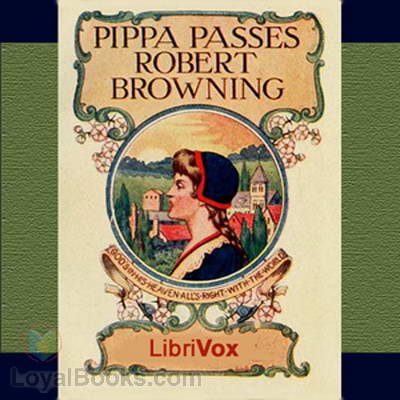 PIPPA PASSES
ROBERT
BROWNING
GOD'S IN HIS HEAVEN ALL'S RIGHT WITH THE WORLD
LibriVox
LoyalBooks.com